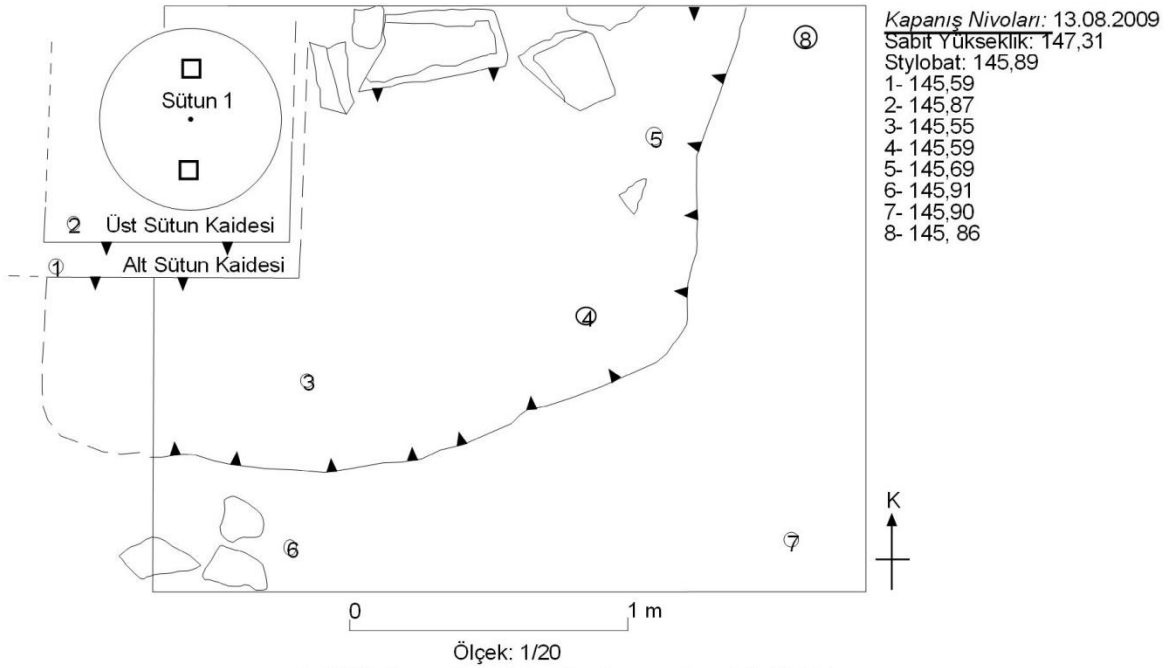 Kapanış Nivoları: 13.08.2009
Sabit Yükseklik: 147,31
Stylobat: 145,89
1- 145,59
2- 145,87
3- 145,55
4- 145,59
5- 145,69
6- 145,91
7- 145,90
8- 145, 86
8
Sütun 1
5
2 Üst Sütun Kaidesi
1 Alt Sütun Kaidesi
4
3
K
6
7
0 1 m
Ölçek: 1/20